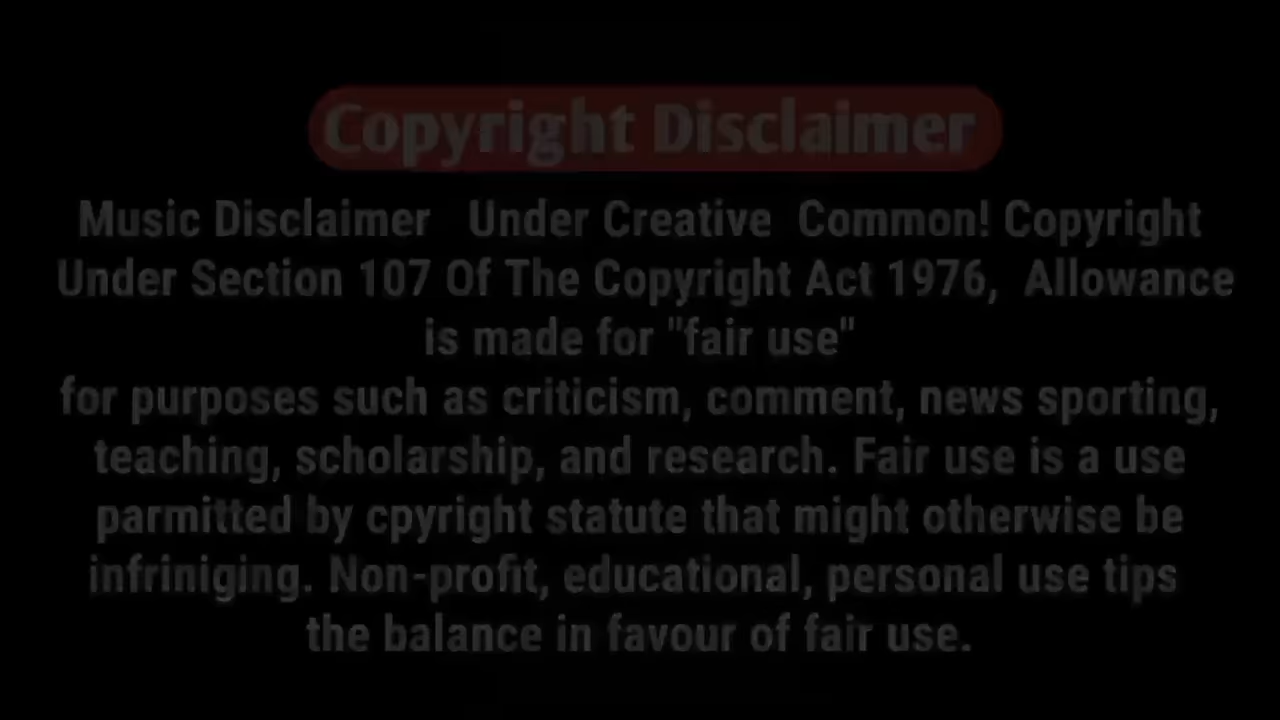 Copyright Disclaimer
Music Disclaimer Under Creative Common! Copyright
Under Section 107 Of The Copyright Act 1976, Allowance
is made for "fair use"
for purposes such as criticism, comment, news sporting,
teaching, scholarship, and research. Fair use is a use
parmitted by cpyright statute that might otherwise be
infriniging. Non-profit, educational, personal use tips
the balance in favour of fair use.